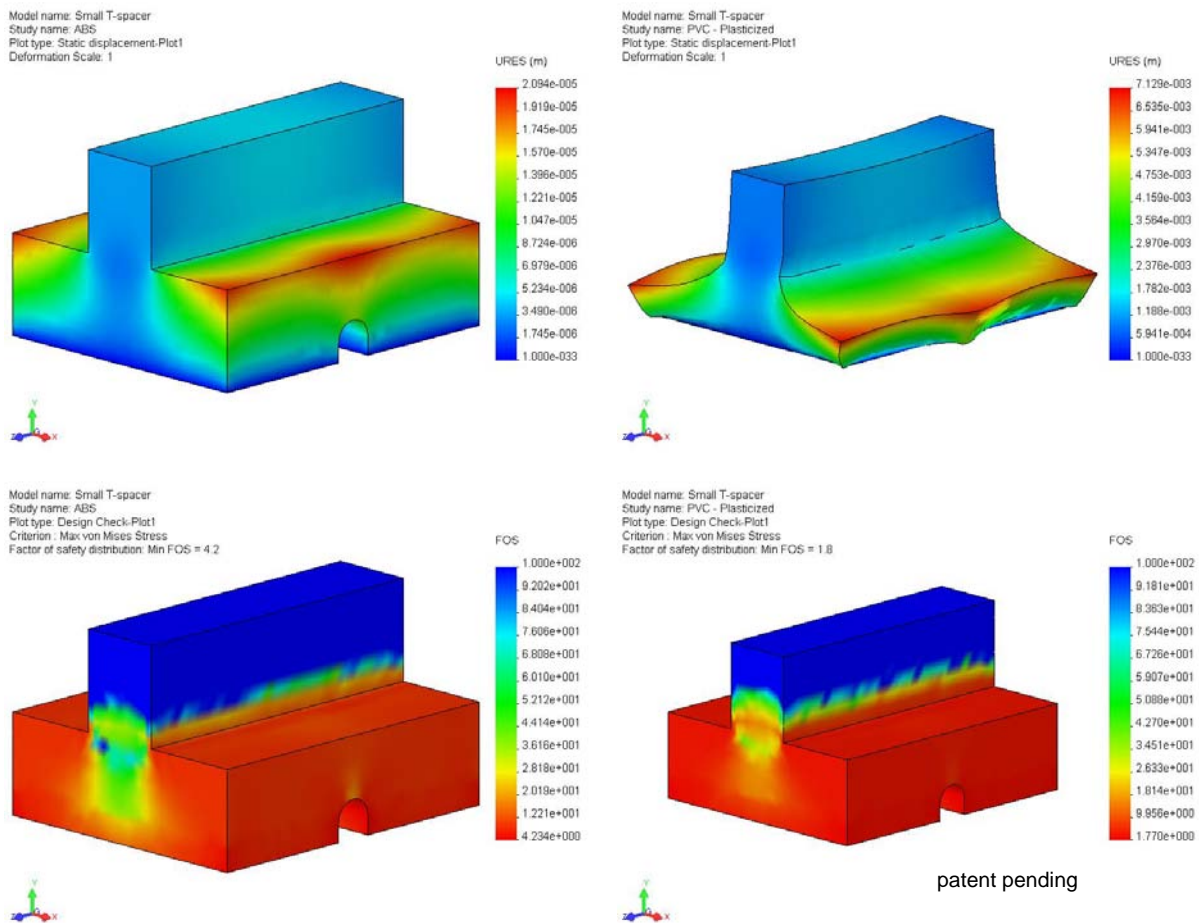 Model name: Small T-spacer
Study name: ABS
Plot type: Static displacement-Plot1
Deformation Scale: 1
URES (m)
2.094e-005
1.919e-005
1.745e-005
1.570e-005
1.396e-005
1.221e-005
1.047e-005
8.724e-006
6.979e-006
5.234e-006
3.490e-006
1.745e-006
1.000e-033
Y
Z
X
Model name: Small T-spacer
Study name: PVC - Plasticized
Plot type: Static displacement-Plot1
Deformation Scale: 1
URES (m)
7.129e-003
6.535e-003
5.941e-003
5.347e-003
4.753e-003
4.159e-003
3.564e-003
2.970e-003
2.376e-003
1.782e-003
1.188e-003
5.941e-004
1.000e-033
Y
Z
X
Model name: Small T-spacer
Study name: ABS
Plot type: Design Check-Plot1
Criterion : Max von Mises Stress
Factor of safety distribution: Min FOS = 4.2
FOS
1.000e+002
9.202e+001
8.404e+001
7.606e+001
6.808e+001
6.010e+001
5.212e+001
4.414e+001
3.616e+001
2.818e+001
2.019e+001
1.221e+001
4.234e+000
Y
Z
X
Model name: Small T-spacer
Study name: PVC - Plasticized
Plot type: Design Check-Plot1
Criterion : Max von Mises Stress
Factor of safety distribution: Min FOS = 1.8
FOS
1.000e+002
9.181e+001
8.363e+001
7.544e+001
6.726e+001
5.907e+001
5.088e+001
4.270e+001
3.451e+001
2.633e+001
1.814e+001
9.956e+000
1.770e+000
patent pending
Y
Z
X